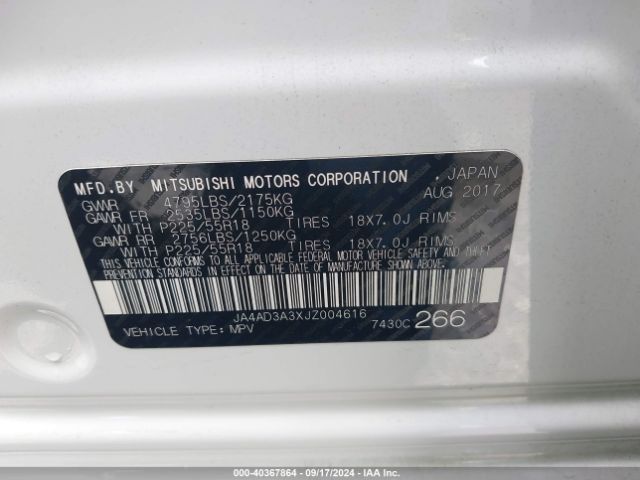 MFD.BY MITSUBISHI MOTORS CORPORATION . JAPAN
GVWR 4795LBS/2175KG AUG 2017
GAWR FR 2535LBS/1150KG
WITH P225/55R18 TIRES 18X7.0J RIMS
GAWR RR 2756LBS/1250KG
WITH P225/55R18 TIRES 18X7.0J RIMS
THIS VEHICLE CONFORMS TO ALL APPLICABLE FEDERAL MOTOR VEHICLE SAFETY AND THEFT
PREVENTION STANDARDS IN EFFECT ON THE DATE OF MANUFACTURE SHOWN ABOVE.
JA4AD3A3XJZ004616
VEHICLE TYPE: MPV 7430C 266
000-40367864 - 09/17/2024 - IAA. Inc.